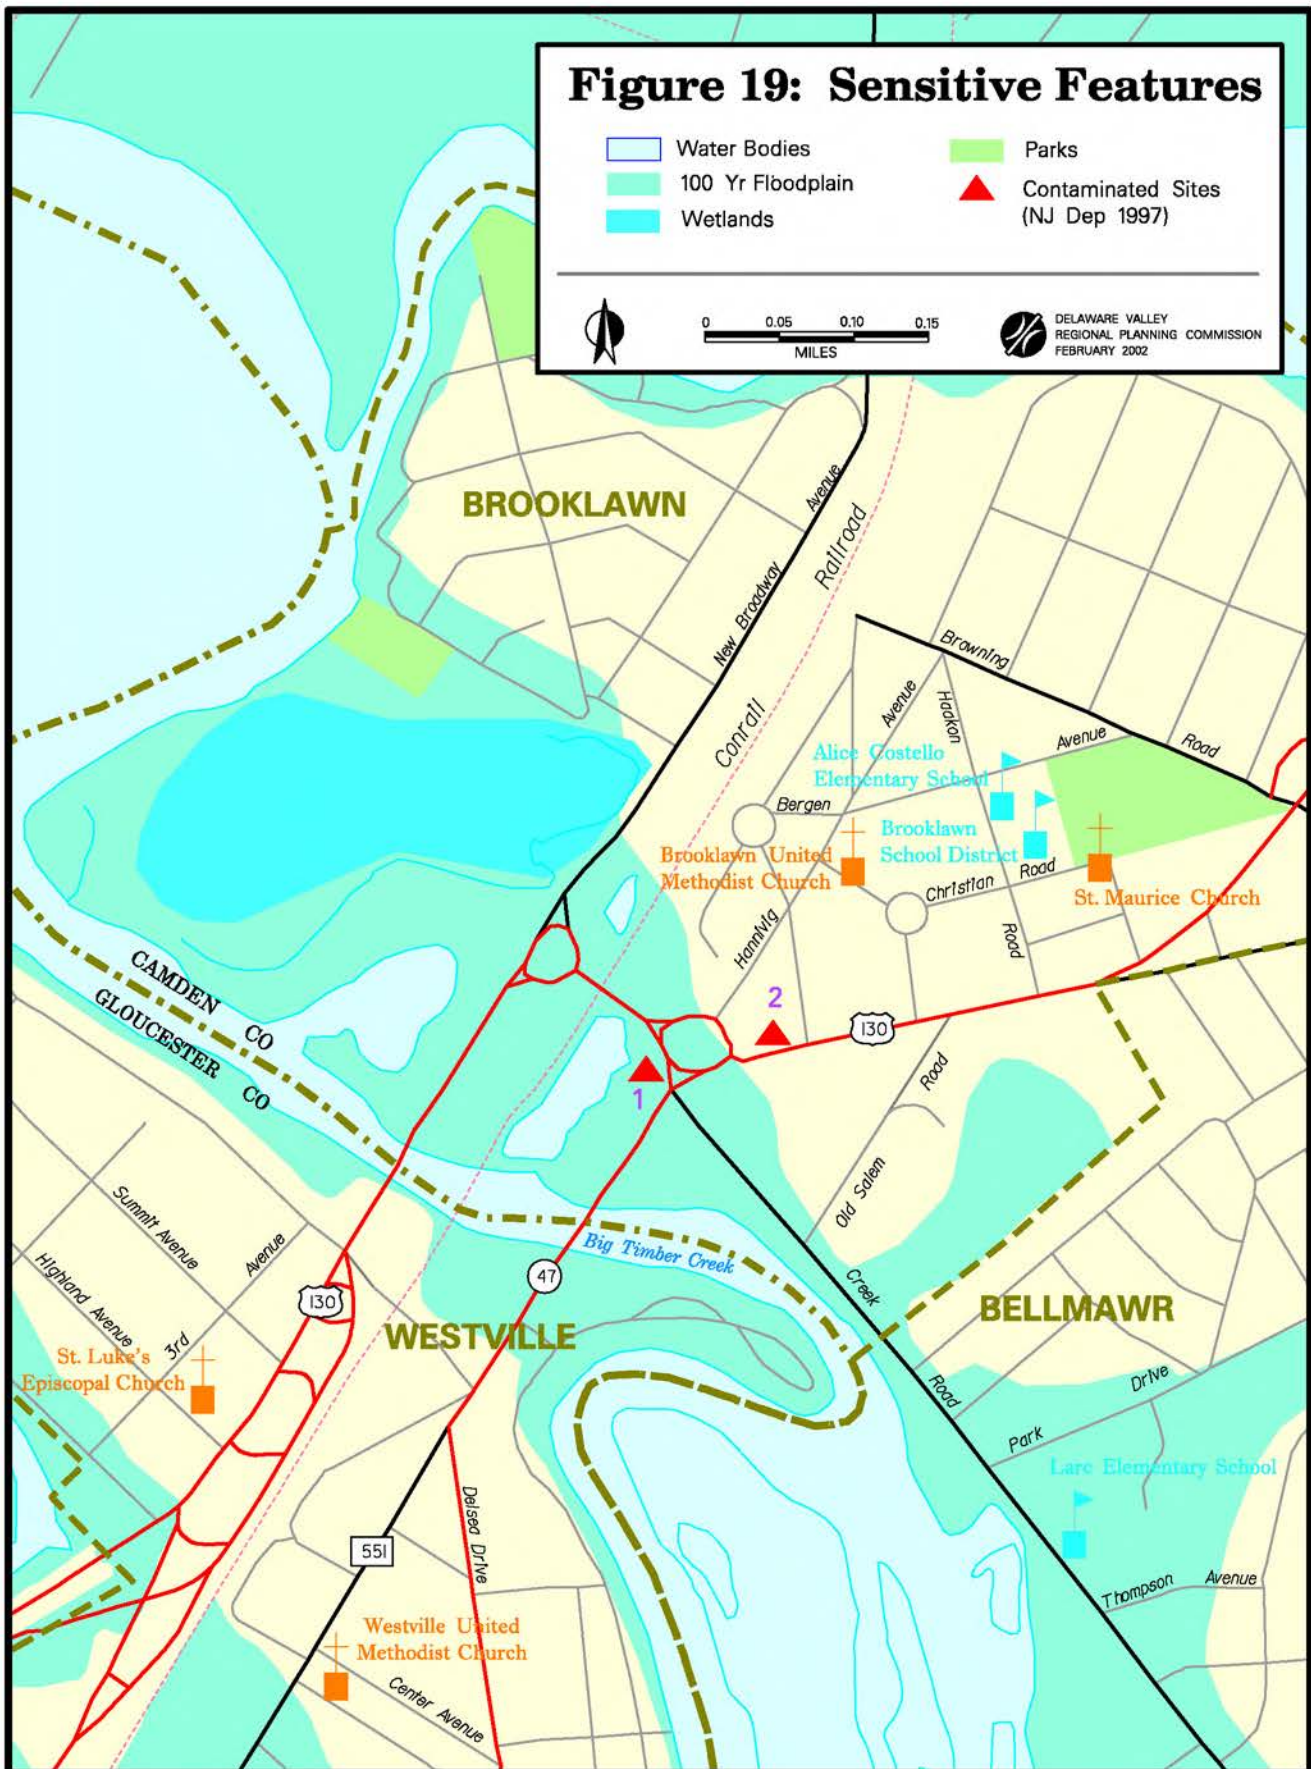 Figure 19: Sensitive Features
Water Bodies
100 Yr Floodplain
Wetlands
Parks
Contaminated Sites
(NJ Dep 1997)
0 0.05 0.10 0.15
MILES
DELAWARE VALLEY
REGIONAL PLANNING COMMISSION
FEBRUARY 2002
BROOKLAWN
New Broadway Avenue
Conrail Railroad
Browning Road
Avenue
Haakon Road
Avenue
Alice Costello
Elementary School
Bergen
Brooklawn
School District
Brooklawn United
Methodist Church
Christian Road
St. Maurice Church
Hannivig
CAMDEN CO
GLOUCESTER CO
2
130
1
Old Salem Road
Summit Avenue
Highland Avenue
3rd Avenue
Big Timber Creek
47
130
Creek Road
WESTVILLE
BELLMAWR
St. Luke's
Episcopal Church
Park Drive
Larc Elementary School
Delsea Drive
551
Thompson Avenue
Westville United
Methodist Church
Center Avenue